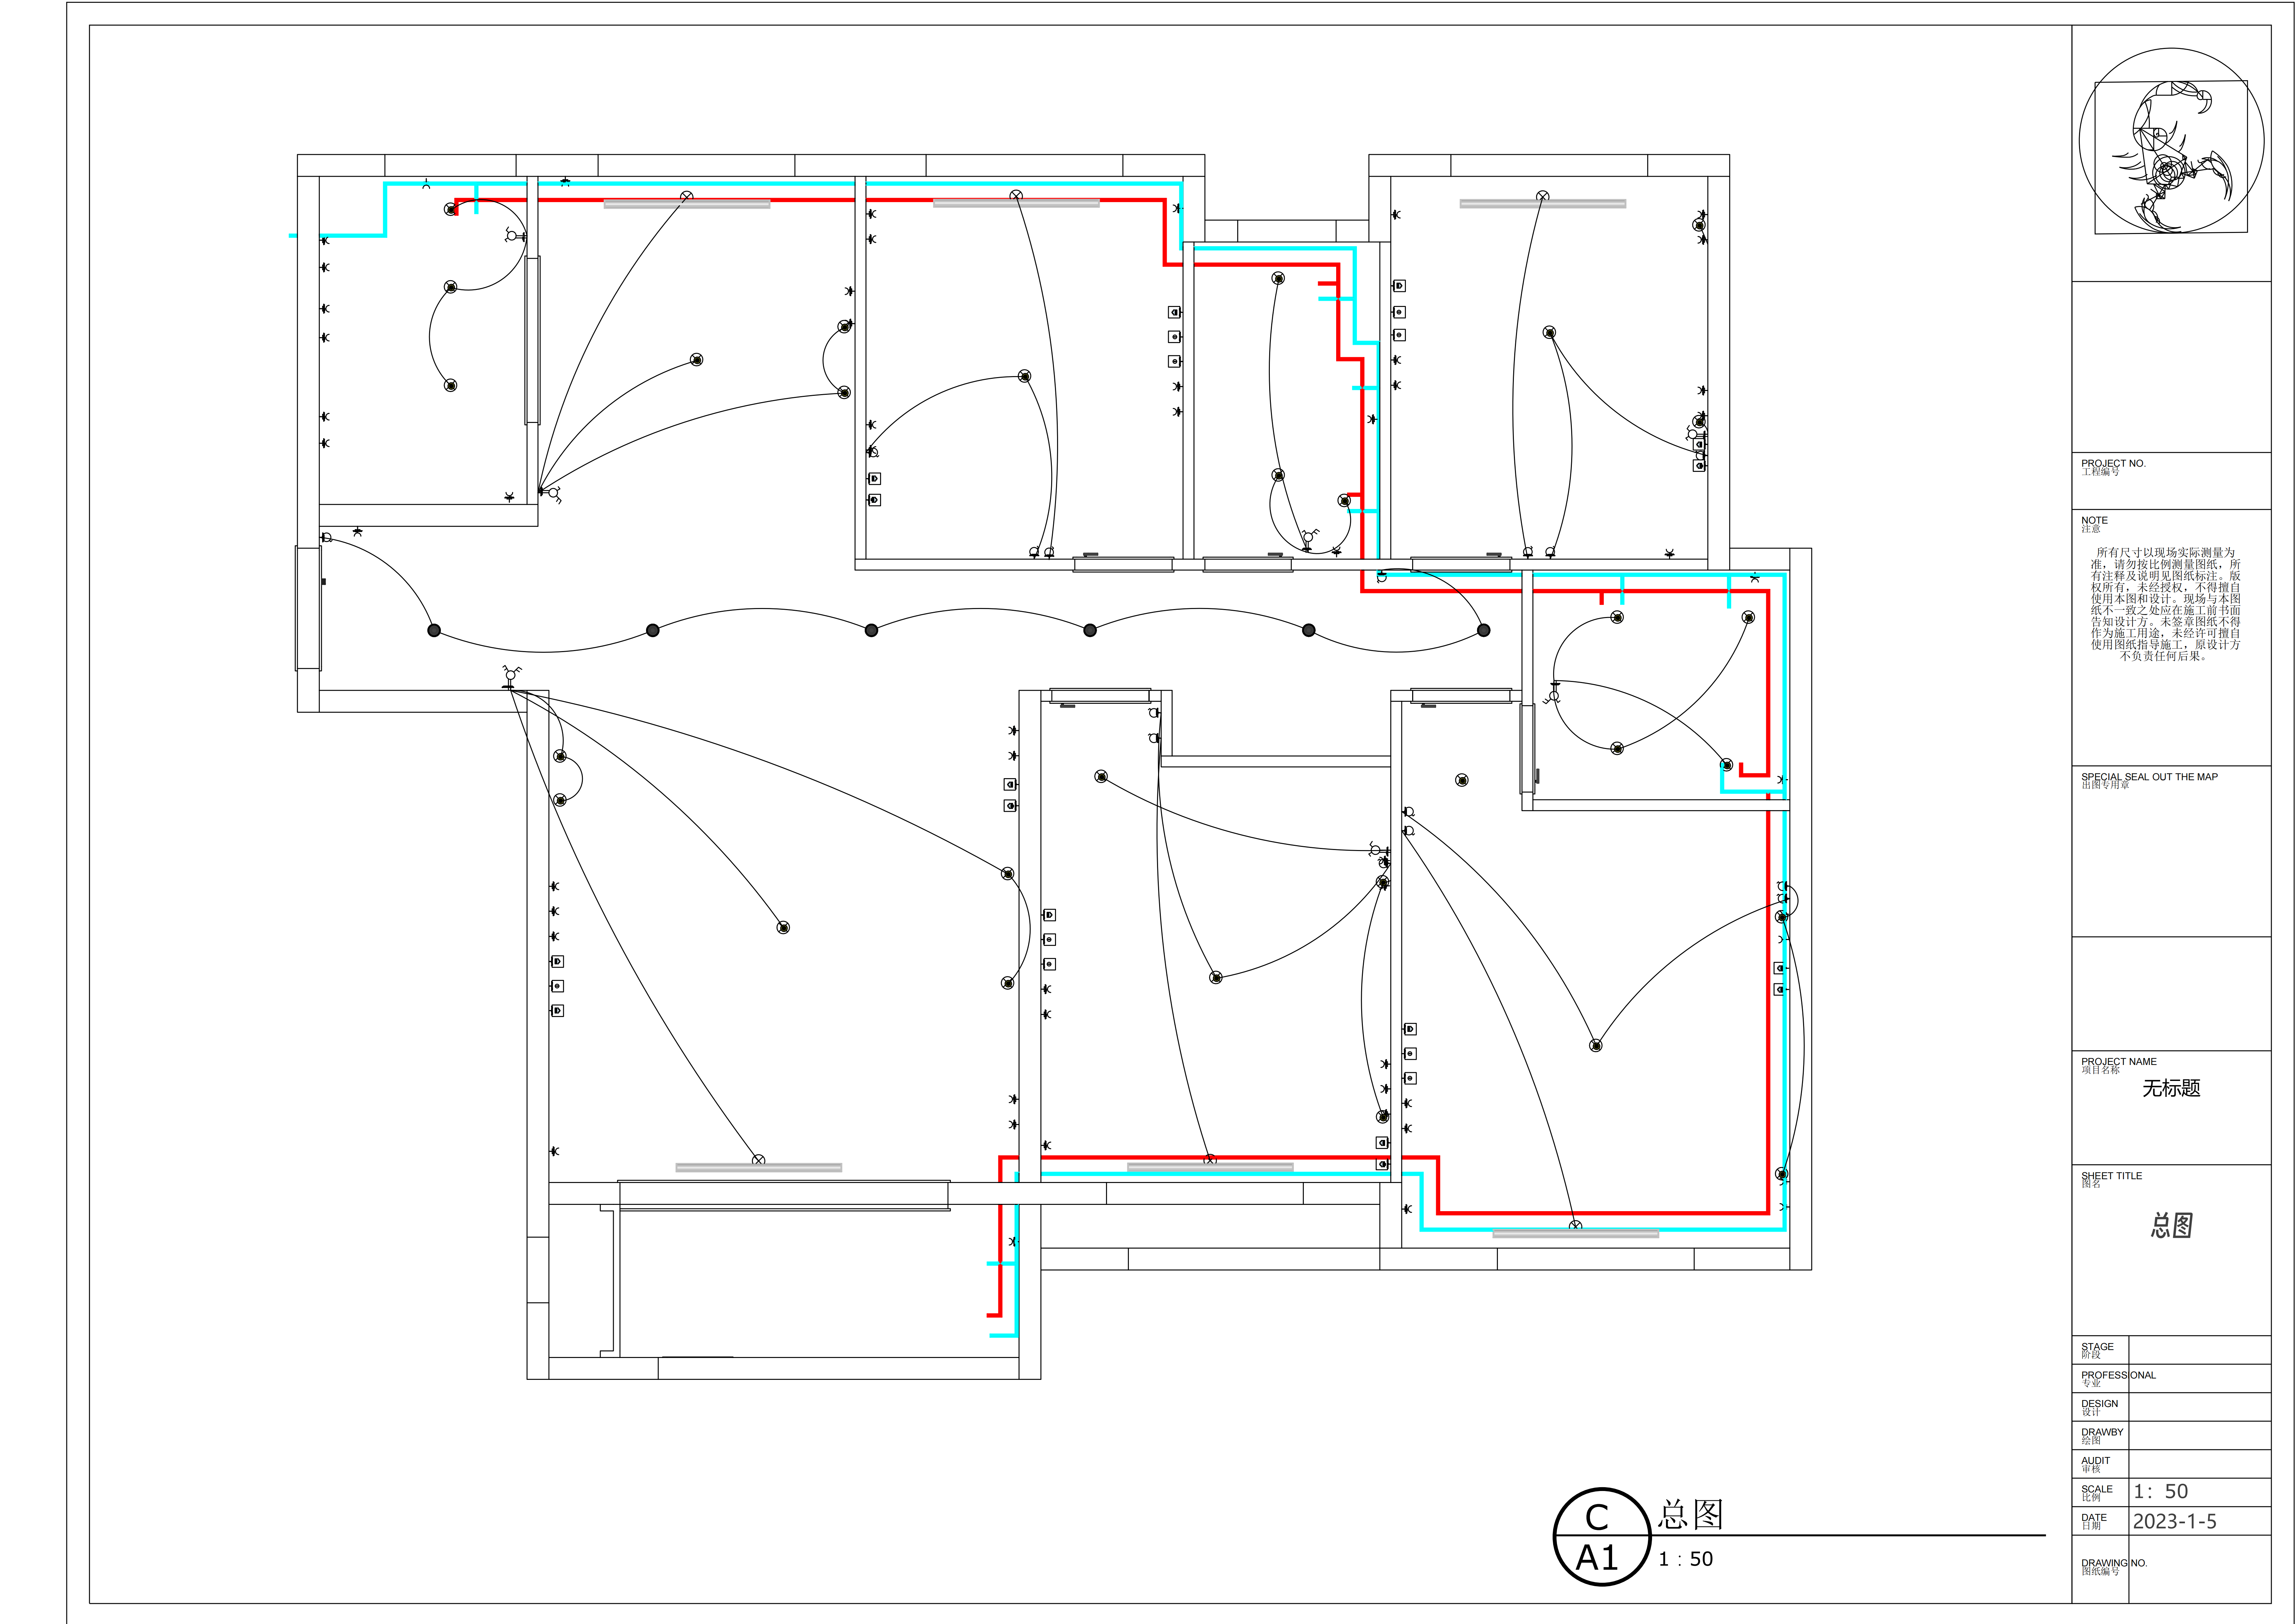 PROJECT NO.
工程编号
NOTE
注意
所有尺寸以现场实际测量为
准，请勿按比例测量图纸，所
有注释及说明见图纸标注。版
权所有，未经授权，不得擅自
使用本图和设计。现场与本图
纸不一致之处应在施工前书面
告知设计方。未签章图纸不得
作为施工用途，未经许可擅自
使用图纸指导施工，原设计方
不负责任何后果。
SPECIAL SEAL OUT THE MAP
出图专用章
PROJECT NAME
项目名称
无标题
SHEET TITLE
图名
总图
STAGE
阶段
PROFESSIONAL
专业
DESIGN
设计
DRAWBY
绘图
AUDIT
审核
SCALE
比例
1：50
DATE
日期
2023-1-5
DRAWING NO.
图纸编号
C
A1
总图
1：50